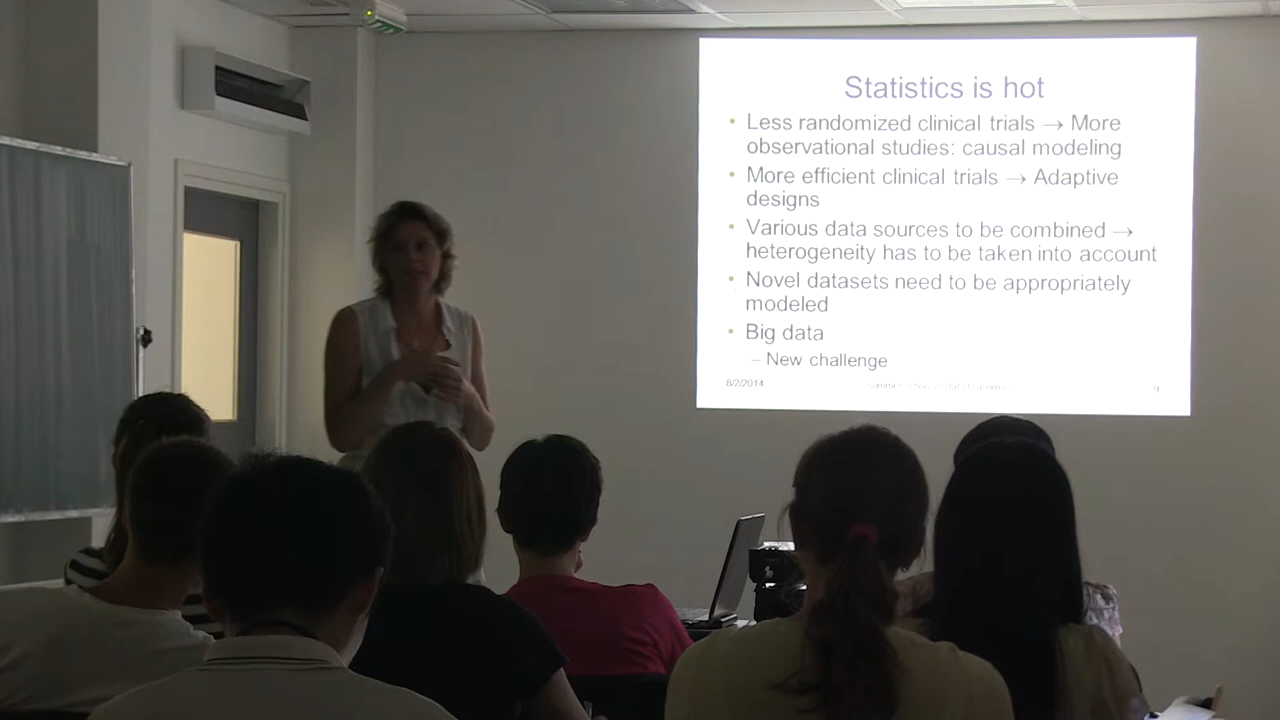 Statistics is hot
• Less randomized clinical trials → More
observational studies: causal modeling
• More efficient clinical trials → Adaptive
designs
• Various data sources to be combined →
heterogeneity has to be taken into account
• Novel datasets need to be appropriately
modeled
• Big data
– New challenge
8/2/2014
9